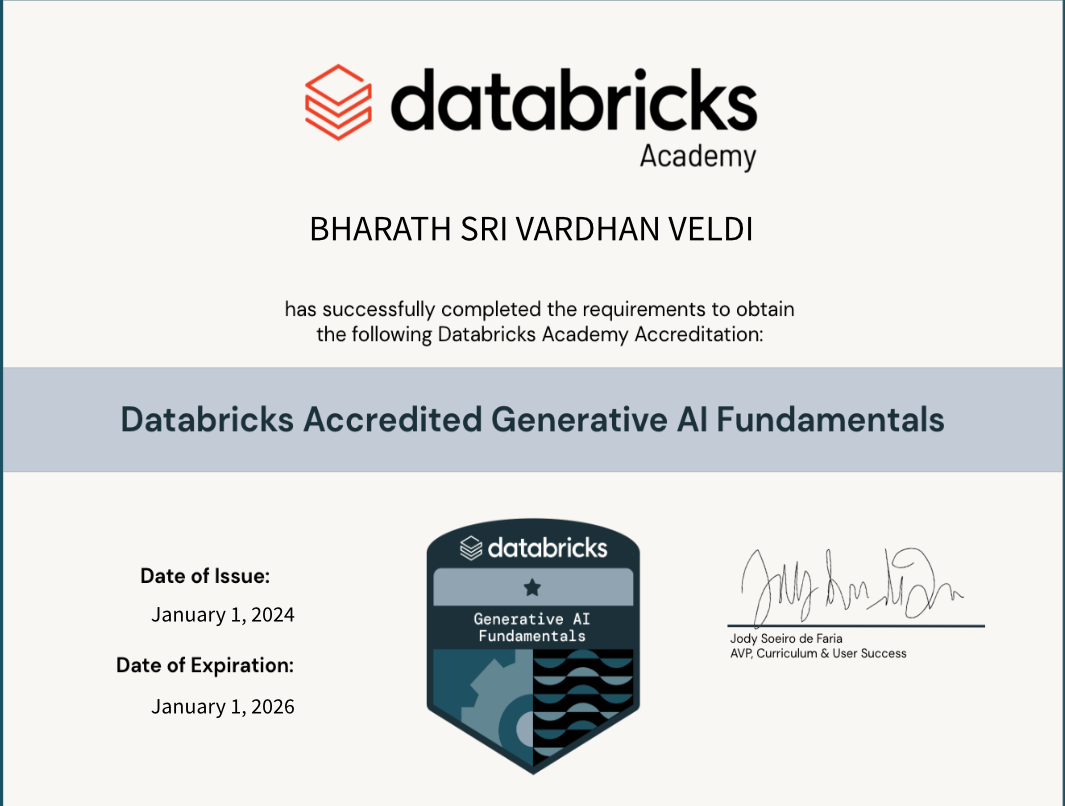 databricks
Academy
BHARATH SRI VARDHAN VELDI
has successfully completed the requirements to obtain
the following Databricks Academy Accreditation:
Databricks Accredited Generative AI Fundamentals
Date of Issue:
January 1, 2024
Date of Expiration:
January 1, 2026
databricks
Generative AI
Fundamentals
Jody Soeiro de Faria
AVP, Curriculum & User Success